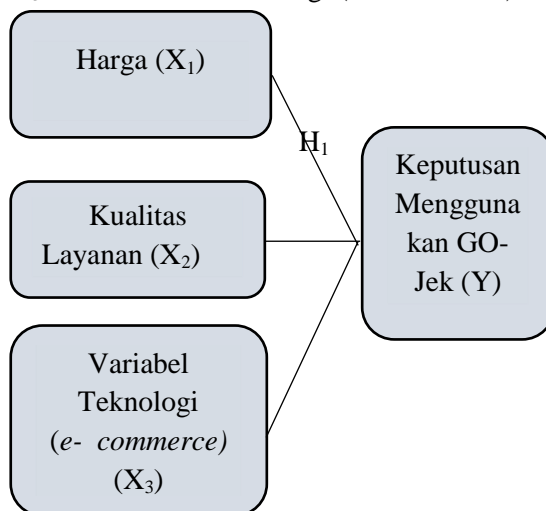 Harga (X₁)
H₁
Kualitas
Layanan (X₂)
Variabel
Teknologi
(e- commerce)
(X₃)
Keputusan
Mengguna
kan GO-
Jek (Y)